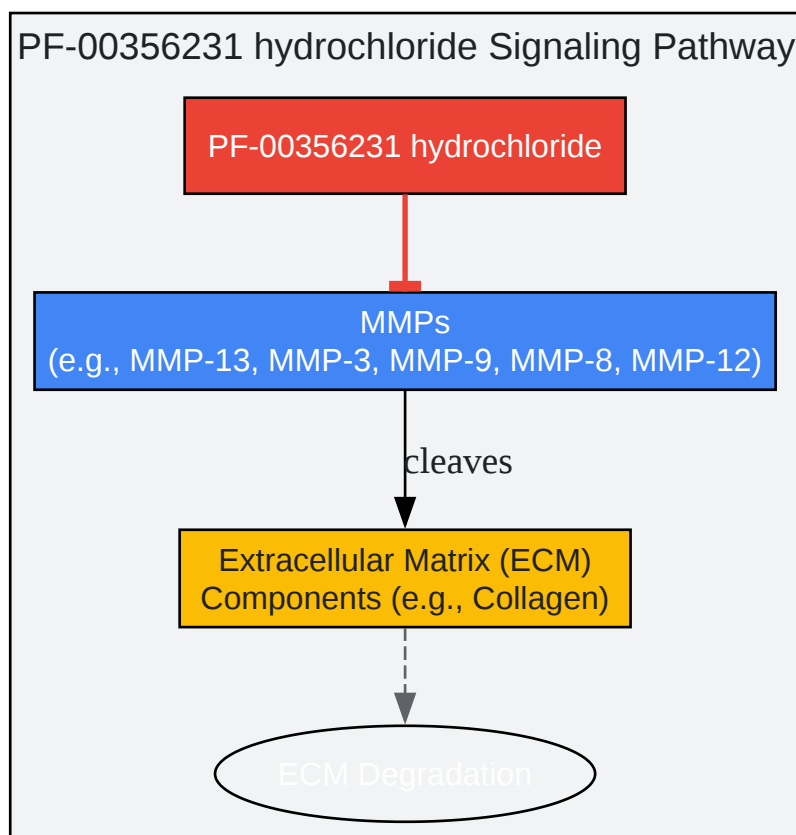 PF-00356231 hydrochloride Signaling Pathway
PF-00356231 hydrochloride
MMPs
(e.g., MMP-13, MMP-3, MMP-9, MMP-8, MMP-12)
cleaves
Extracellular Matrix (ECM)
Components (e.g., Collagen)
ECM Degradation